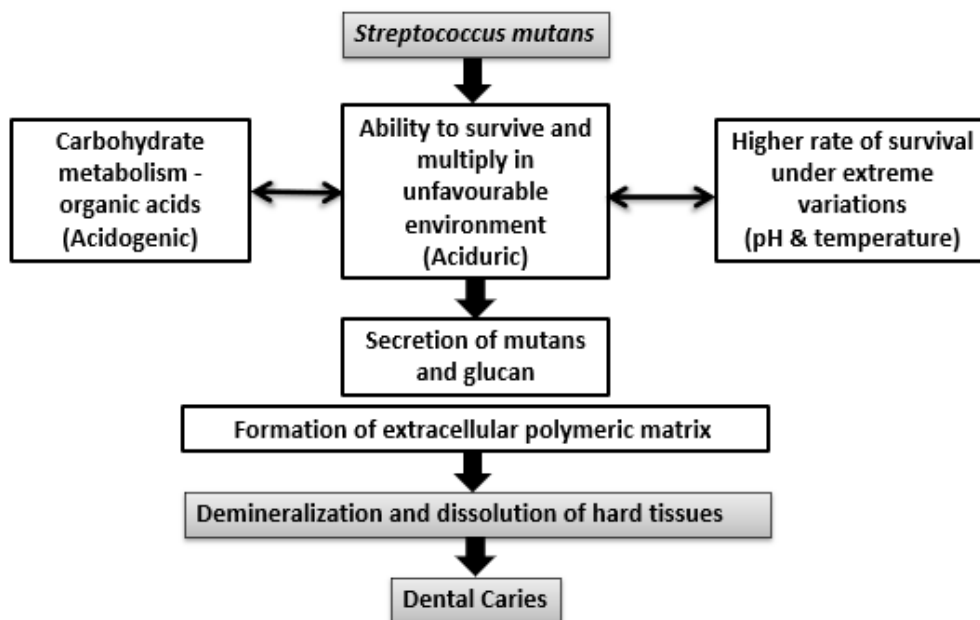 Streptococcus mutans
Carbohydrate
metabolism -
organic acids
(Acidogenic)
Ability to survive and
multiply in
unfavourable
environment
(Aciduric)
Higher rate of survival
under extreme
variations
(pH & temperature)
Secretion of mutans
and glucan
Formation of extracellular polymeric matrix
Demineralization and dissolution of hard tissues
Dental Caries